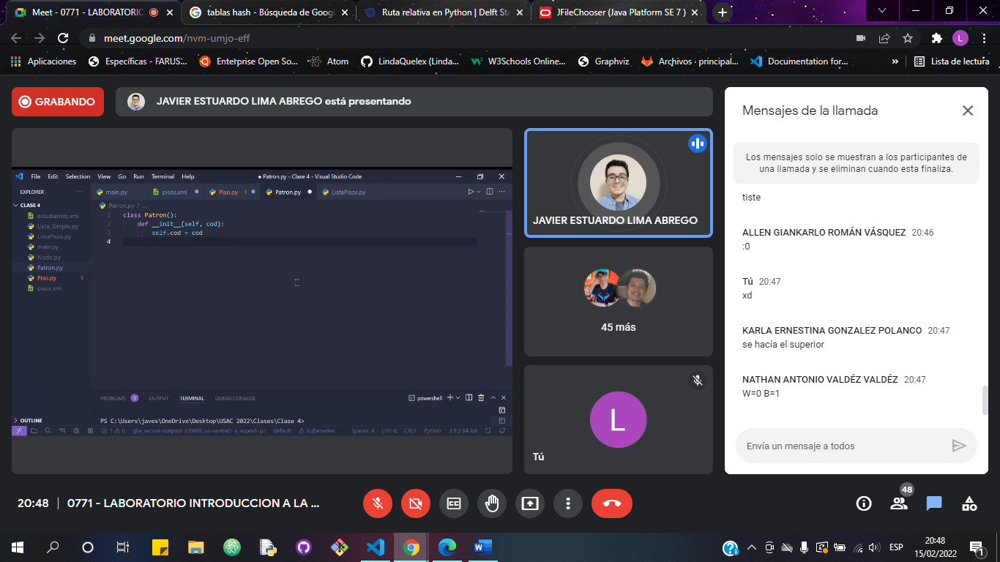 Meet - 0771 - LABORATORIO
tablas hash - Búsqueda de Googl
Ruta relativa en Python | Delft Sta
JFileChooser (Java Platform SE 7 )
meet.google.com/nvm-umjo-eff
L
Aplicaciones
Específicas - FARUS...
Enterprise Open So...
Atom
LindaQuelex (Linda...
W3Schools Online...
Graphviz
Archivos · principal...
Documentation for...
»
Lista de lectura
GRABANDO
JAVIER ESTUARDO LIMA ABREGO está presentando
File Edit Selection View Go Run Terminal Help
● Patron.py - Clase 4 - Visual Studio Code
EXPLORER
main.py
pisos.xml
Piso.py 1
Patron.py
ListaPisos.py
CLASE 4
estudiantes.xml
Lista_Simple.py
ListaPisos.py
main.py
Nodo.py
Patron.py
Piso.py 1
pisos.xml
Patron.py > ...
1 class Patron():
2 def __init__(self, cod):
3 self.cod = cod
4
PROBLEMS 1 OUTPUT TERMINAL DEBUG CONSOLE
powershell
PS C:\Users\javes\OneDrive\Desktop\USAC 2022\Clases\Clase 4>
OUTLINE
1 0 gke_secure-outpost-329405_us-central1-a_sopes1-p2 default Kubernetes
Spaces: 4 UTF-8 CRLF Python 3.9.2 64-bit
JAVIER ESTUARDO LIMA ABREGO
45 más
L
Tú
Mensajes de la llamada
Los mensajes solo se muestran a los participantes de
una llamada y se eliminan cuando esta finaliza.
tiste
ALLEN GIANKARLO ROMÁN VÁSQUEZ 20:46
:0
Tú 20:47
xd
KARLA ERNESTINA GONZALEZ POLANCO 20:47
se hacía el superior
NATHAN ANTONIO VALDÉZ VALDÉZ 20:47
W=0 B=1
Envía un mensaje a todos
20:48 | 0771 - LABORATORIO INTRODUCCION A LA ...
48
ESP
20:48
15/02/2022
1